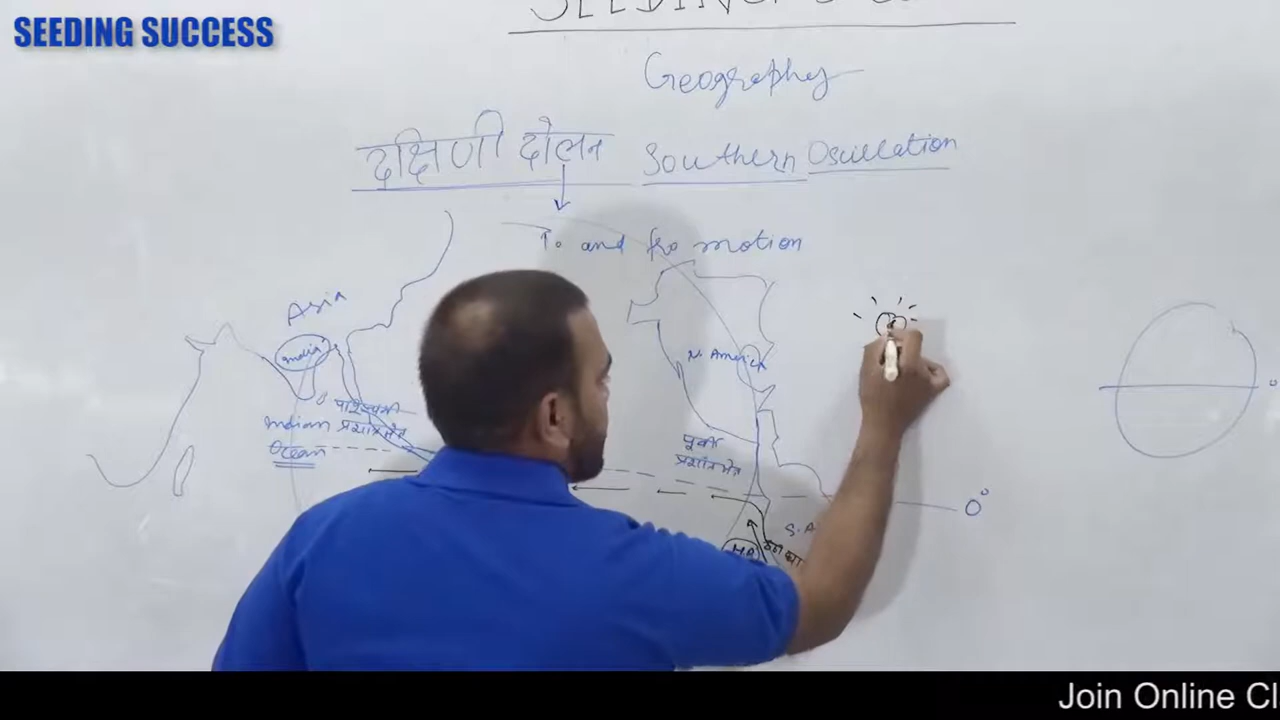 SEEDING SUCCESS
Geography
दक्षिणी दोलन Southern Oscillation
To and fro motion
Asia
India
N. America
पश्चिमी
Indian प्रशांत क्षेत्र
Ocean
पूर्वी
प्रशांत क्षेत्र
0°
S. A
H.P
ठंडा
Join Online Cl